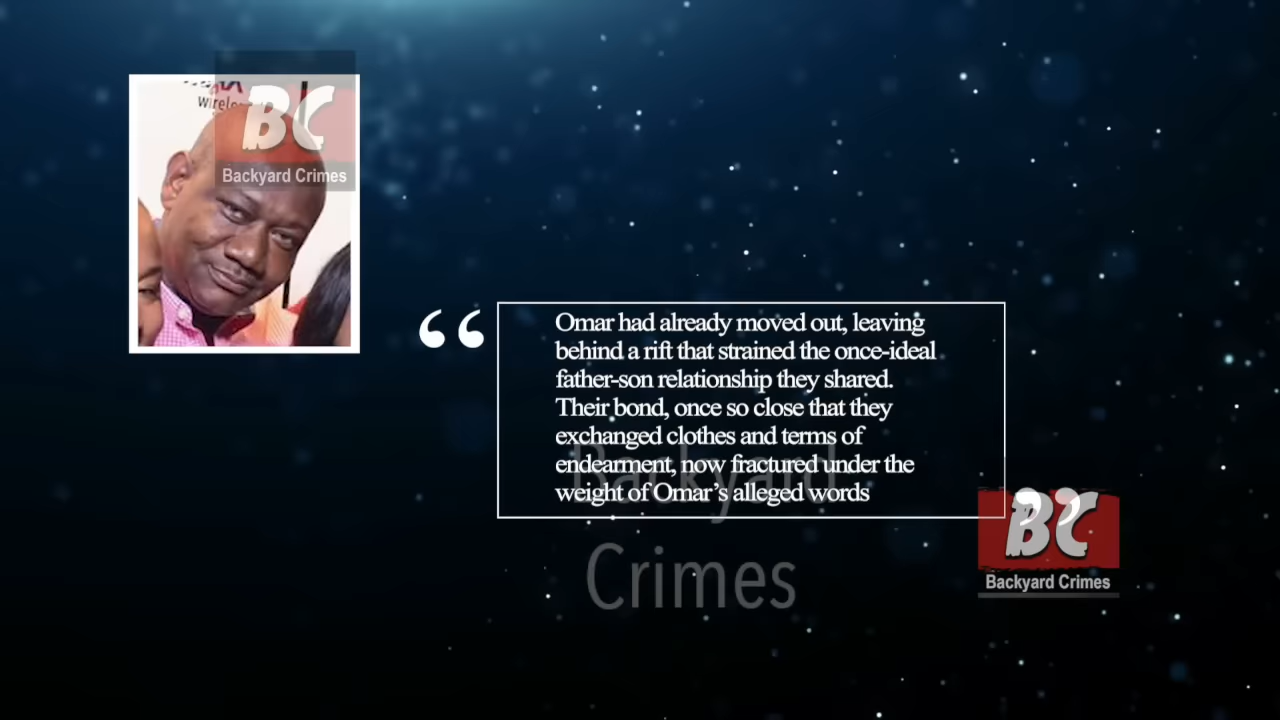 BC
Backyard Crimes
Omar had already moved out, leaving
behind a rift that strained the once-ideal
father-son relationship they shared.
Their bond, once so close that they
exchanged clothes and terms of
endearment, now fractured under the
weight of Omar's alleged words
Backyard
Crimes
BC
Backyard Crimes